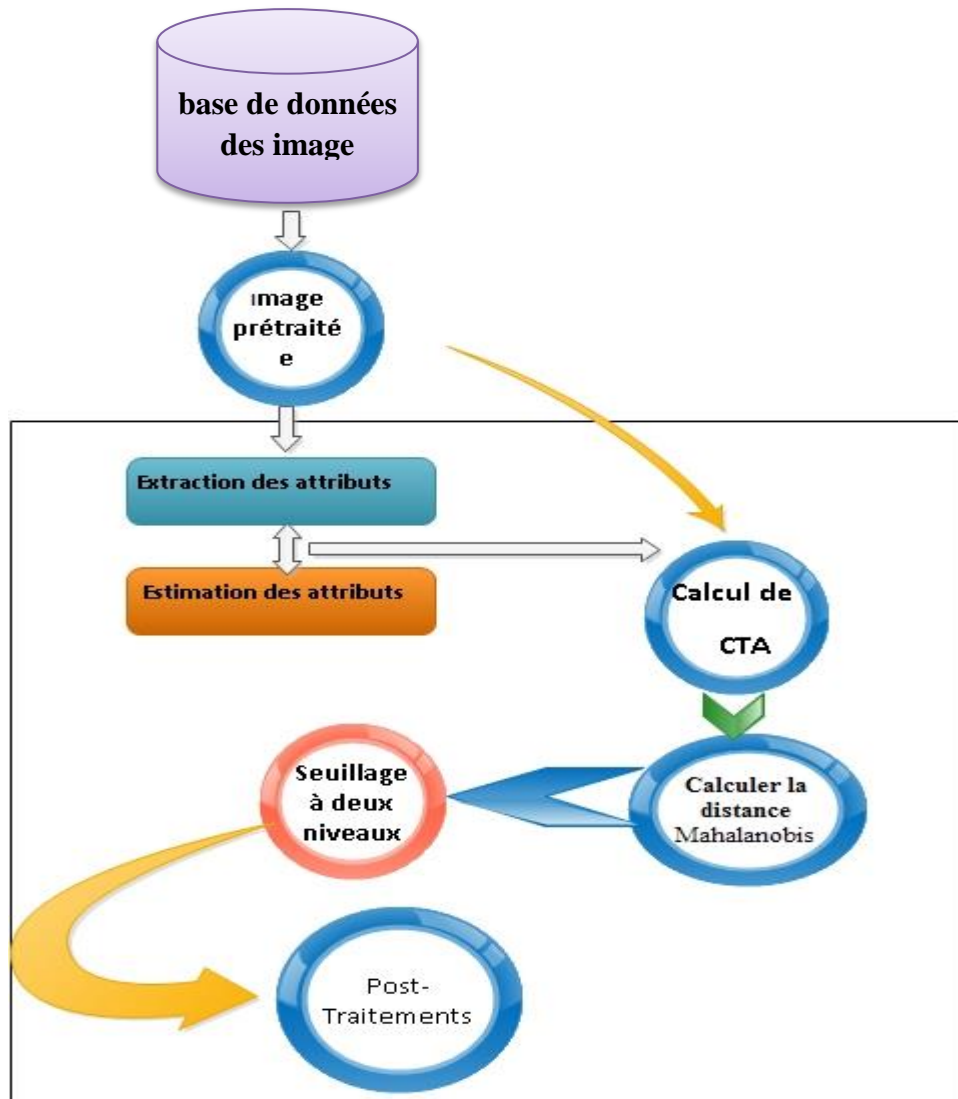 base de données
des image
Image
prétraité
e
Extraction des attributs
Estimation des attributs
Calcul de
CTA
Calculer la
distance
Mahalanobis
Seuillage
à deux
niveaux
Post-
Traitements